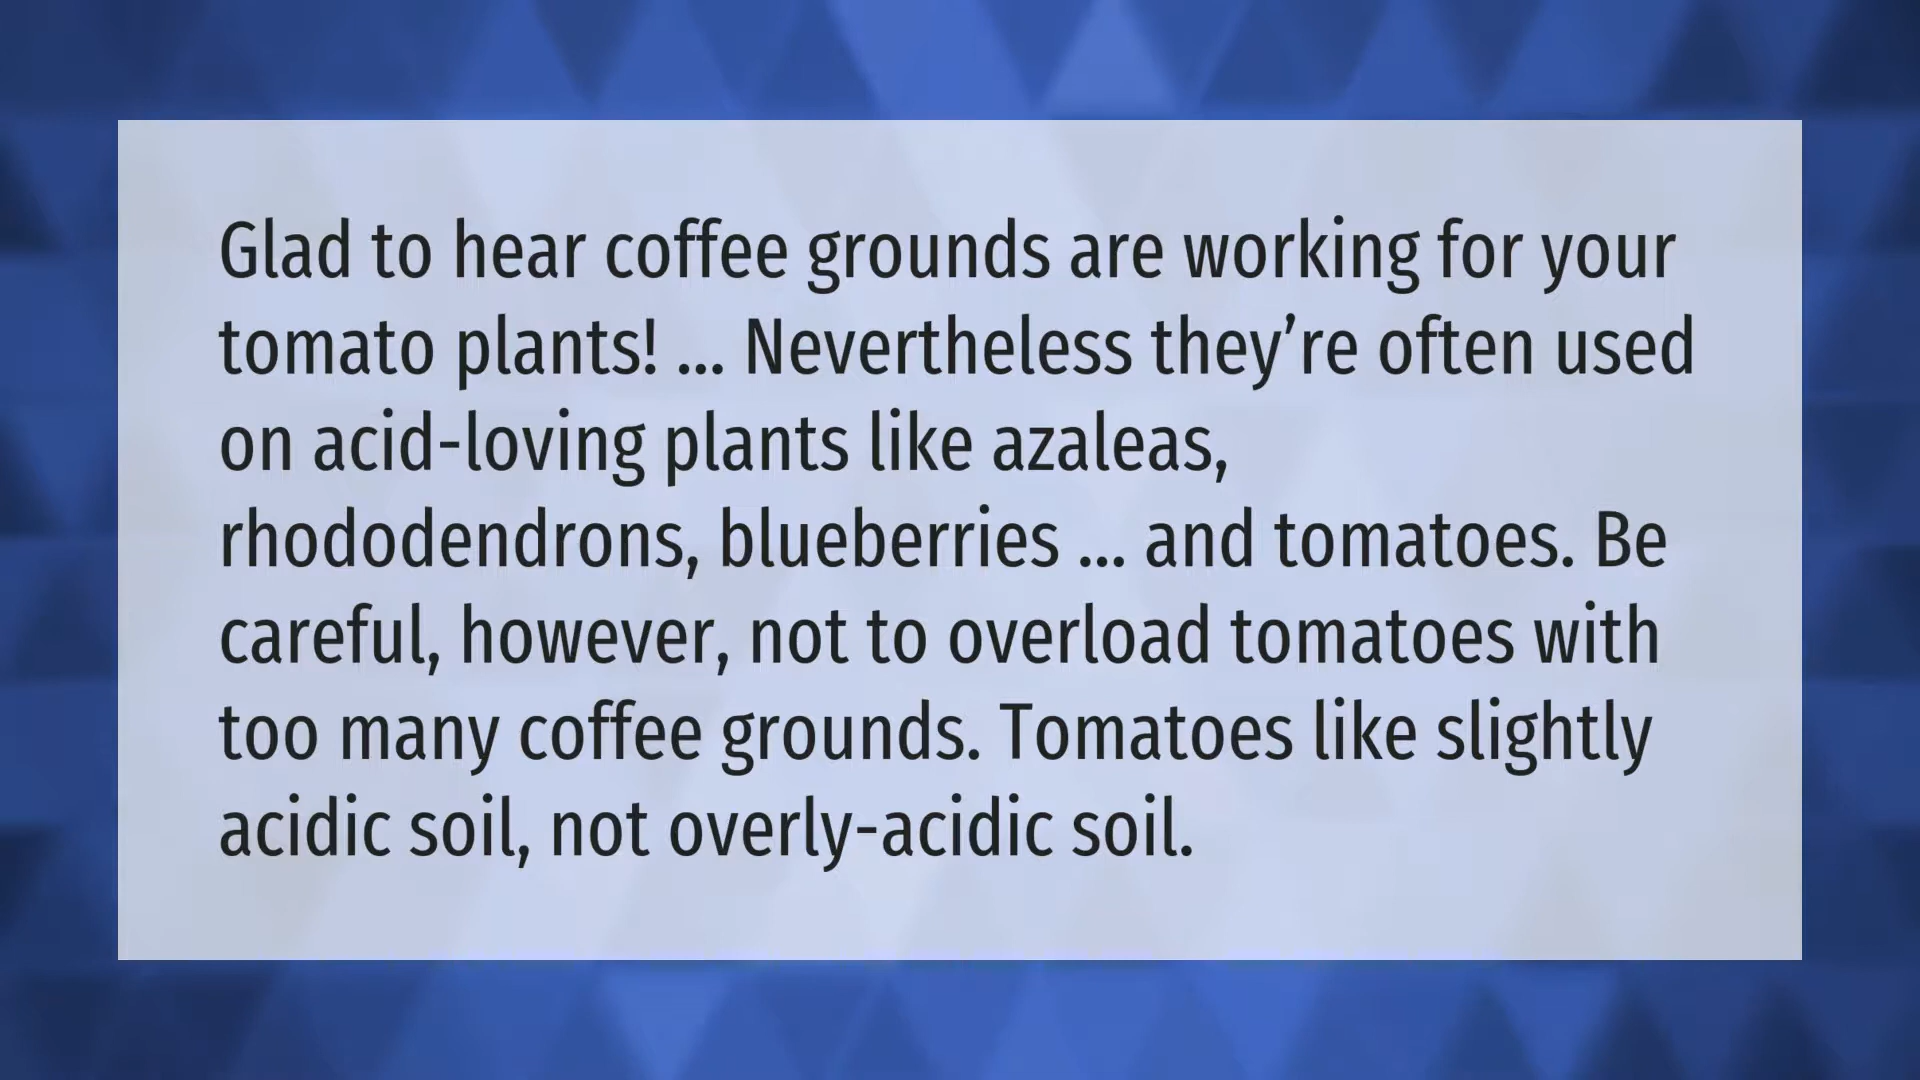 Glad to hear coffee grounds are working for your
tomato plants! ... Nevertheless they’re often used
on acid-loving plants like azaleas,
rhododendrons, blueberries ... and tomatoes. Be
careful, however, not to overload tomatoes with
too many coffee grounds. Tomatoes like slightly
acidic soil, not overly-acidic soil.